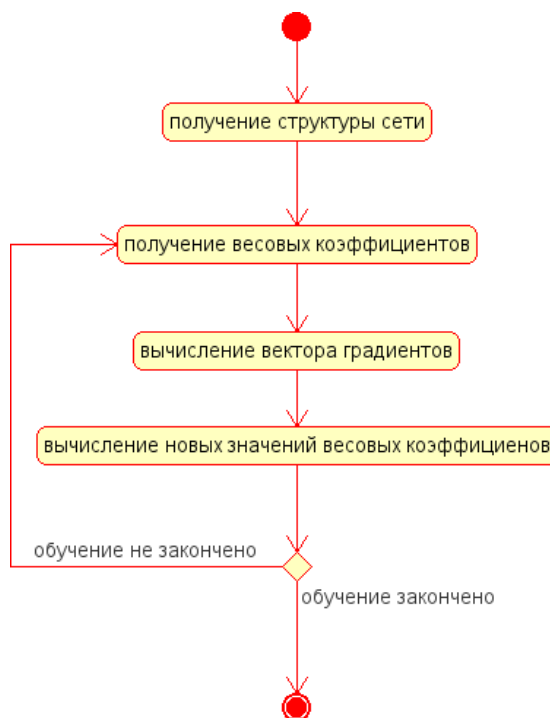 получение структуры сети
получение весовых коэффициентов
вычисление вектора градиентов
вычисление новых значений весовых коэффициенов
обучение не закончено
обучение закончено